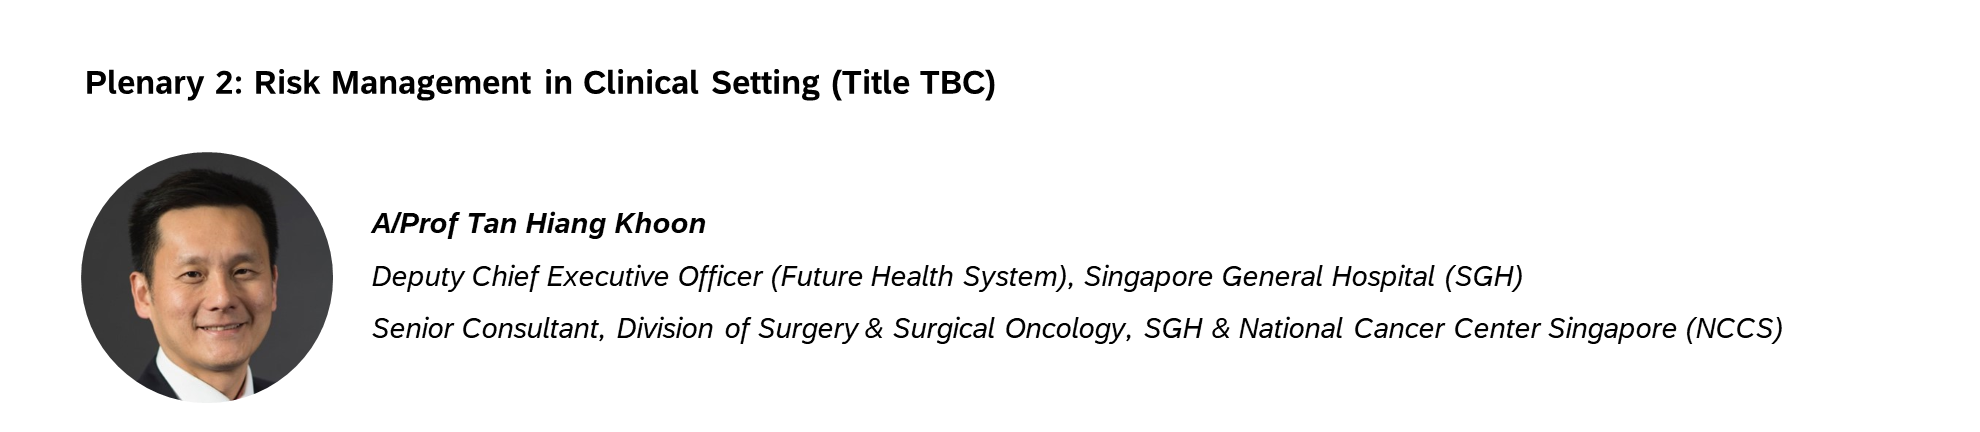 Plenary 2: Risk Management in Clinical Setting (Title TBC)
A/Prof Tan Hiang Khoon
Deputy Chief Executive Officer (Future Health System), Singapore General Hospital (SGH)
Senior Consultant, Division of Surgery & Surgical Oncology, SGH & National Cancer Center Singapore (NCCS)